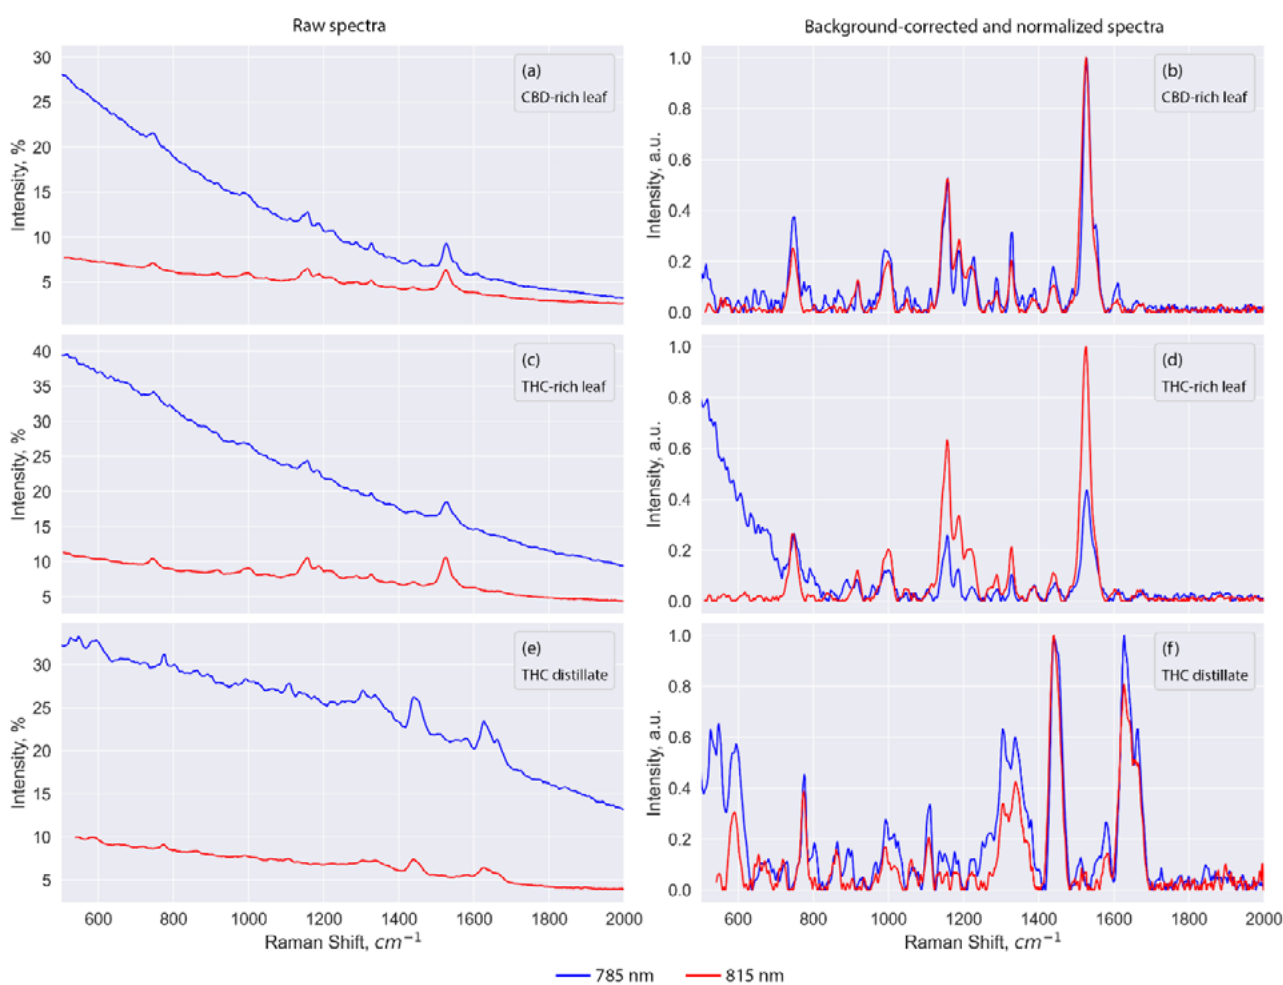 Raw spectra
Background-corrected and normalized spectra
30
25
20
15
10
5
Intensity, %
(a)
CBD-rich leaf
1.0
0.8
0.6
0.4
0.2
0.0
Intensity, a.u.
(b)
CBD-rich leaf
40
35
30
25
20
15
10
5
Intensity, %
(c)
THC-rich leaf
1.0
0.8
0.6
0.4
0.2
0.0
Intensity, a.u.
(d)
THC-rich leaf
30
25
20
15
10
5
Intensity, %
(e)
THC distillate
600 800 1000 1200 1400 1600 1800 2000
Raman Shift, cm⁻¹
1.0
0.8
0.6
0.4
0.2
0.0
Intensity, a.u.
(f)
THC distillate
600 800 1000 1200 1400 1600 1800 2000
Raman Shift, cm⁻¹
785 nm 815 nm